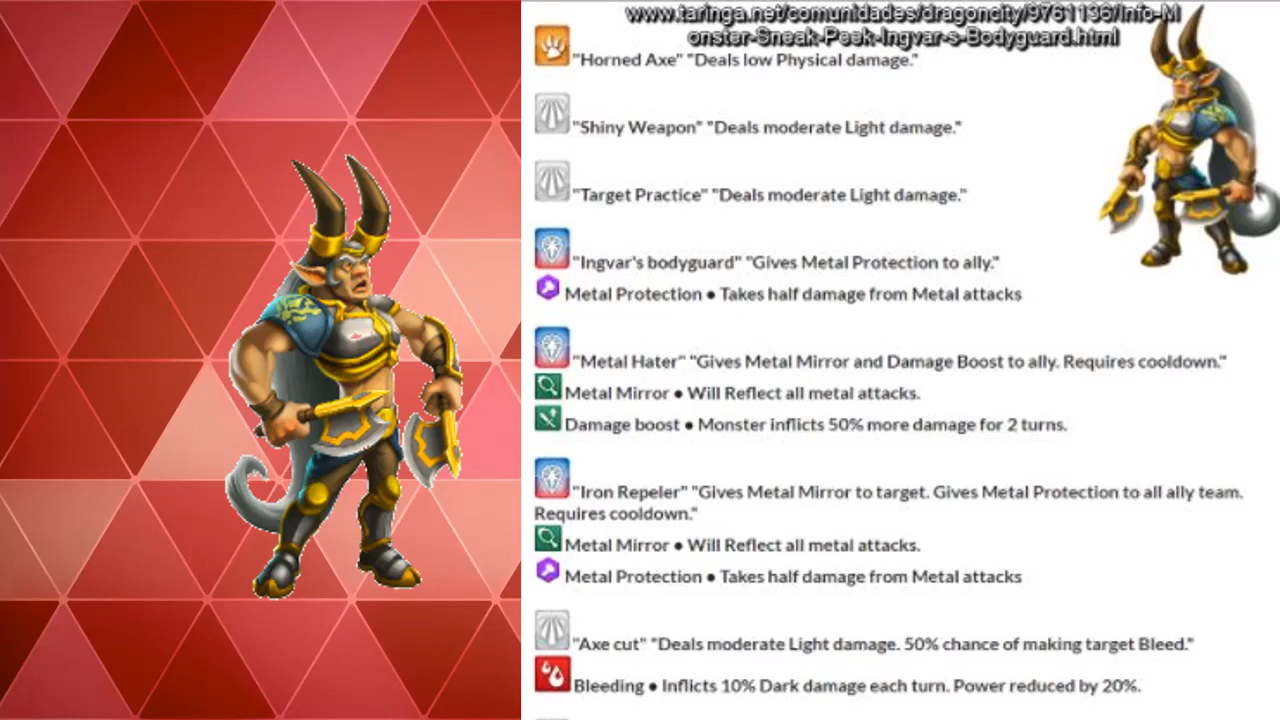 www.taringa.net/comunidades/dragoncity/9761136/Info-M
onster-Sneak-Peek-Ingvar-s-Bodyguard.html
"Horned Axe" "Deals low Physical damage."
"Shiny Weapon" "Deals moderate Light damage."
"Target Practice" "Deals moderate Light damage."
"Ingvar's bodyguard" "Gives Metal Protection to ally."
Metal Protection • Takes half damage from Metal attacks
"Metal Hater" "Gives Metal Mirror and Damage Boost to ally. Requires cooldown."
Metal Mirror • Will Reflect all metal attacks.
Damage boost • Monster inflicts 50% more damage for 2 turns.
"Iron Repeler" "Gives Metal Mirror to target. Gives Metal Protection to all ally team.
Requires cooldown."
Metal Mirror • Will Reflect all metal attacks.
Metal Protection • Takes half damage from Metal attacks
"Axe cut" "Deals moderate Light damage. 50% chance of making target Bleed."
Bleeding • Inflicts 10% Dark damage each turn. Power reduced by 20%.